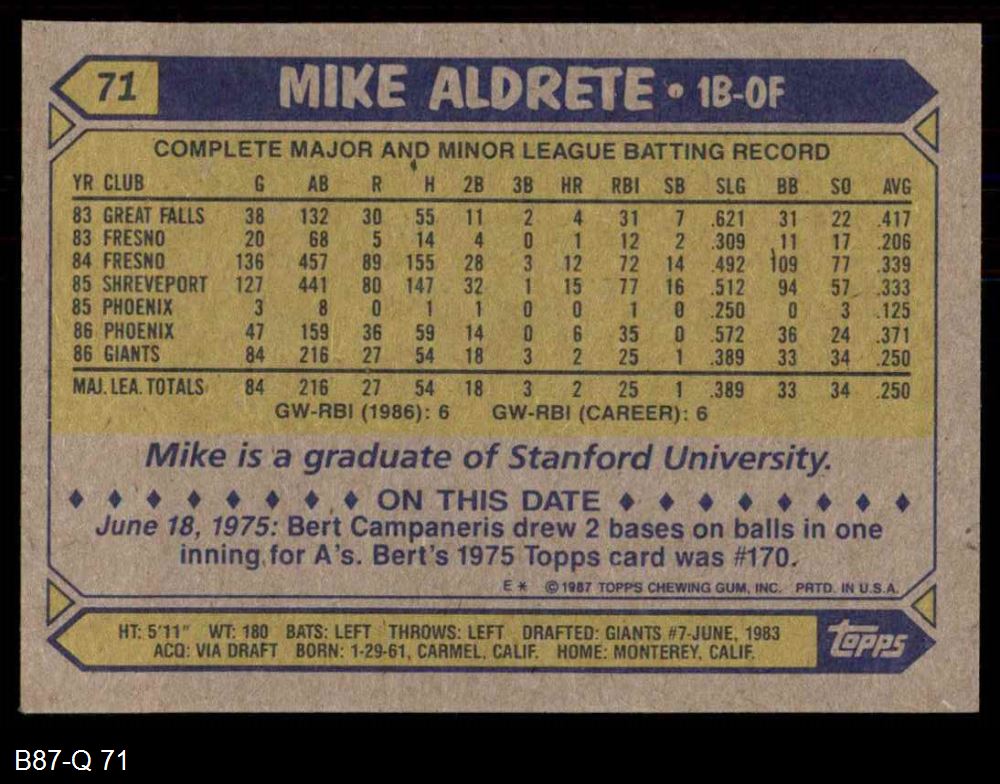 71 MIKE ALDRETE • 1B-OF
COMPLETE MAJOR AND MINOR LEAGUE BATTING RECORD
YR CLUB G AB R H 2B 3B HR RBI SB SLG BB SO AVG
83 GREAT FALLS 38 132 30 55 11 2 4 31 7 .621 31 22 .417
83 FRESNO 20 68 5 14 4 0 1 12 2 .309 11 17 .206
84 FRESNO 136 457 89 155 28 3 12 72 14 .492 109 77 .339
85 SHREVEPORT 127 441 80 147 32 1 15 77 16 .512 94 57 .333
85 PHOENIX 3 8 0 1 1 0 0 1 0 .250 0 3 .125
86 PHOENIX 47 159 36 59 14 0 6 35 0 .572 36 24 .371
86 GIANTS 84 216 27 54 18 3 2 25 1 .389 33 34 .250
MAJ. LEA. TOTALS 84 216 27 54 18 3 2 25 1 .389 33 34 .250
GW-RBI (1986): 6 GW-RBI (CAREER): 6
Mike is a graduate of Stanford University.
ON THIS DATE
June 18, 1975: Bert Campaneris drew 2 bases on balls in one
inning for A's. Bert's 1975 Topps card was #170.
E * © 1987 TOPPS CHEWING GUM, INC. PRTD. IN U.S.A.
HT: 5'11" WT: 180 BATS: LEFT THROWS: LEFT DRAFTED: GIANTS #7-JUNE, 1983
ACQ: VIA DRAFT BORN: 1-29-61, CARMEL, CALIF. HOME: MONTEREY, CALIF.
topps
B87-Q 71